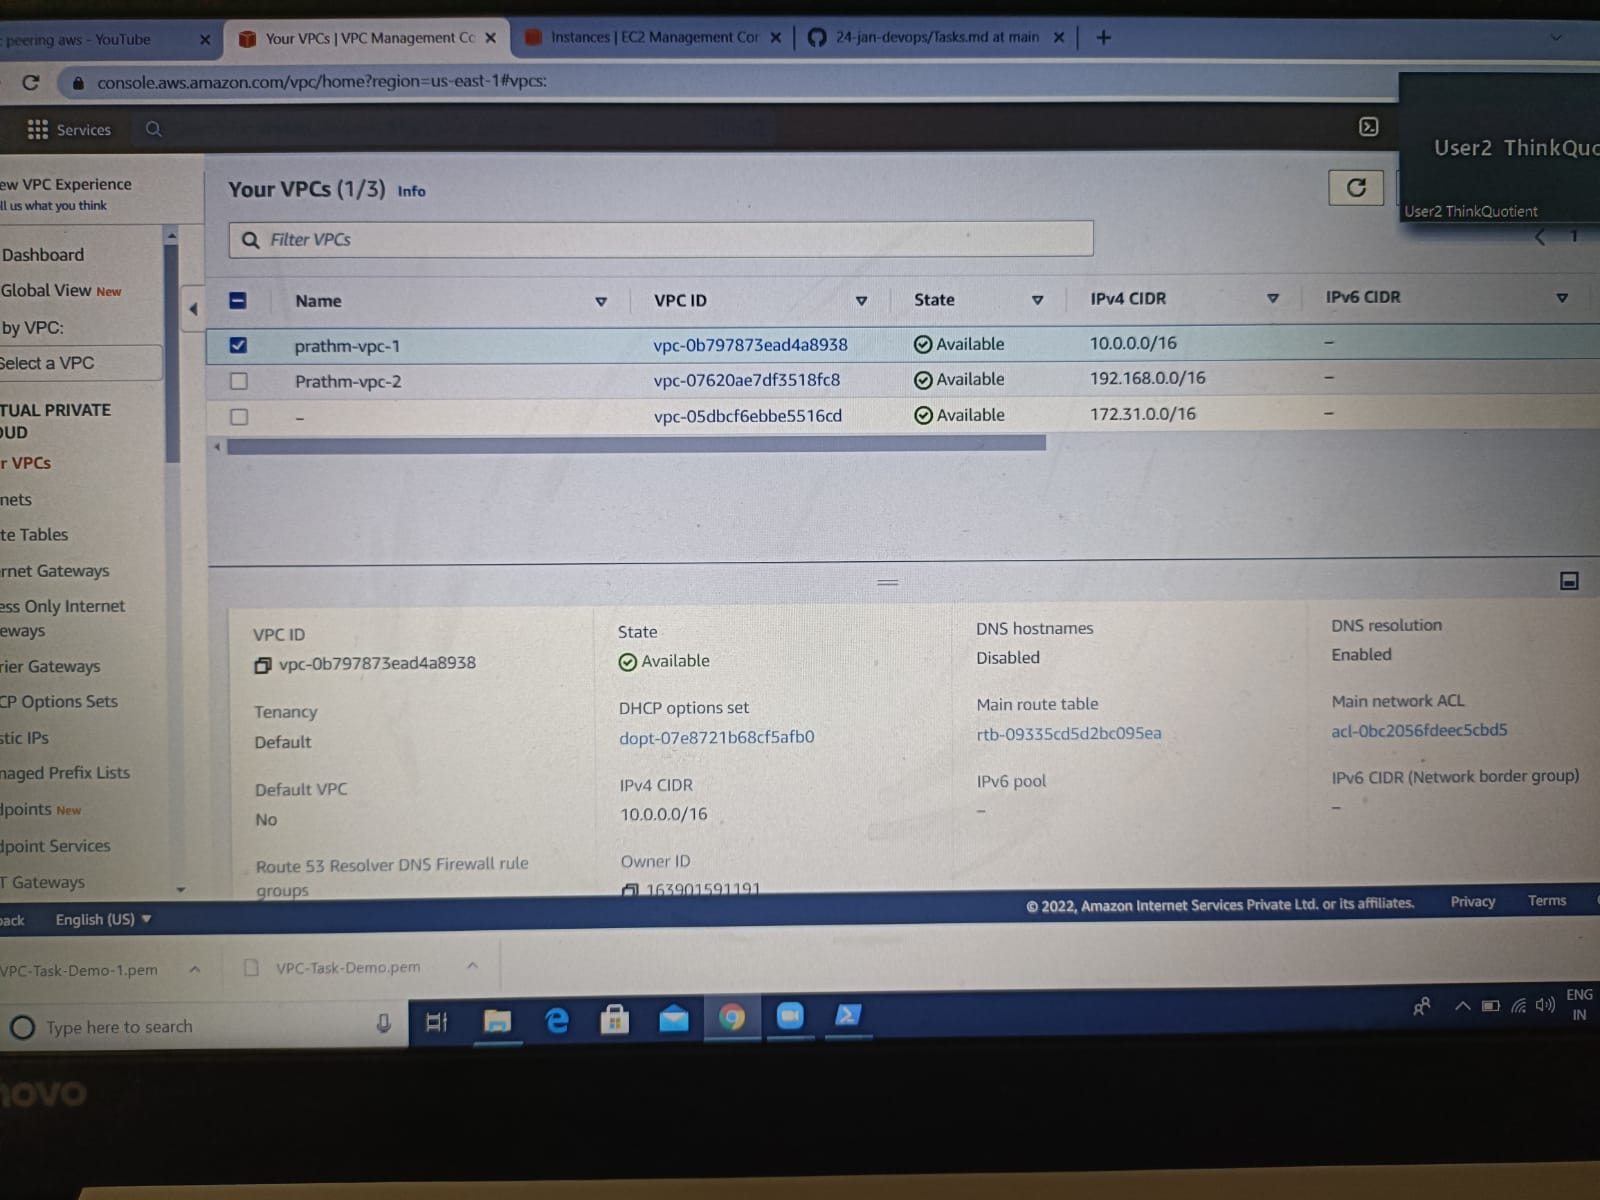 peering aws - YouTube
Your VPCs | VPC Management Cc
Instances | EC2 Management Cor
24-jan-devops/Tasks.md at main
console.aws.amazon.com/vpc/home?region=us-east-1#vpcs:
Services
User2 ThinkQuo
User2 ThinkQuotient
ew VPC Experience
ll us what you think
Dashboard
Global View New
by VPC:
Select a VPC
TUAL PRIVATE
OUD
r VPCs
nets
te Tables
rnet Gateways
ess Only Internet
eways
rier Gateways
CP Options Sets
stic IPs
naged Prefix Lists
dpoints New
dpoint Services
T Gateways
Your VPCs (1/3) Info
1
Filter VPCs
Name VPC ID State IPv4 CIDR IPv6 CIDR
prathm-vpc-1 vpc-0b797873ead4a8938 Available 10.0.0.0/16 –
Prathm-vpc-2 vpc-07620ae7df3518fc8 Available 192.168.0.0/16 –
– vpc-05dbcf6ebbe5516cd Available 172.31.0.0/16 –
VPC ID
vpc-0b797873ead4a8938
State
Available
DNS hostnames
Disabled
DNS resolution
Enabled
Tenancy
Default
DHCP options set
dopt-07e8721b68cf5afb0
Main route table
rtb-09335cd5d2bc095ea
Main network ACL
acl-0bc2056fdeec5cbd5
Default VPC
No
IPv4 CIDR
10.0.0.0/16
IPv6 pool
–
IPv6 CIDR (Network border group)
–
Route 53 Resolver DNS Firewall rule
groups
Owner ID
163901591191
back English (US)
© 2022, Amazon Internet Services Private Ltd. or its affiliates. Privacy Terms
VPC-Task-Demo-1.pem
VPC-Task-Demo.pem
Type here to search
ENG
IN
novo